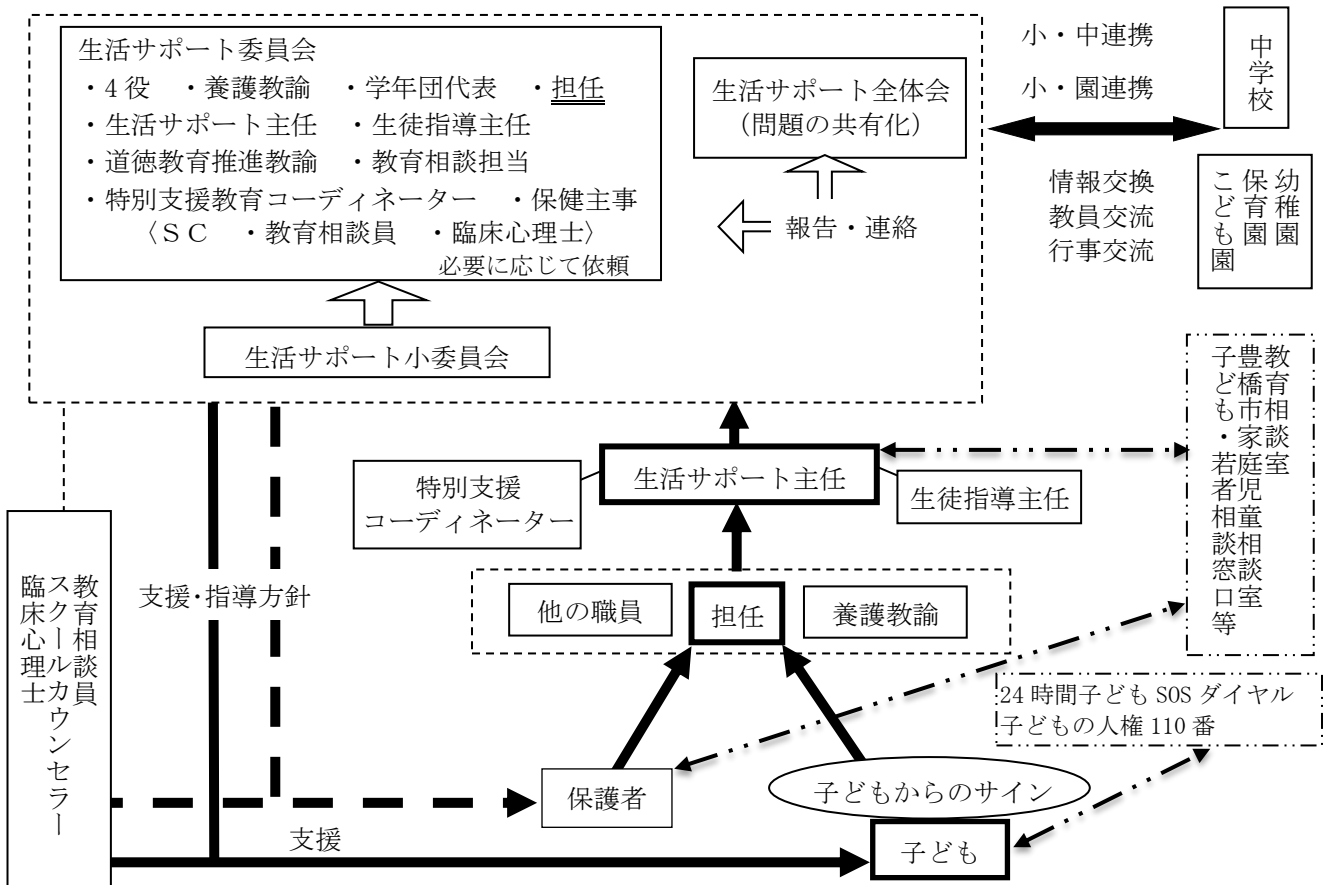 生活サポート委員会
・4役　・養護教諭　・学年団代表　・担任
・生活サポート主任　・生徒指導主任
・道徳教育推進教諭　・教育相談担当
・特別支援教育コーディネーター　・保健主事
〈ＳＣ　・教育相談員　・臨床心理士〉
必要に応じて依頼
生活サポート全体会
（問題の共有化）
報告・連絡
生活サポート小委員会
小・中連携
小・園連携
情報交換
教員交流
行事交流
中学校
幼稚園
保育園
こども園
教育相談室
豊橋市家庭児童相談室
子ども・若者相談窓口等
生活サポート主任
特別支援
コーディネーター
生徒指導主任
他の職員
担任
養護教諭
支援・指導方針
教育相談員
スクールカウンセラー
臨床心理士
24時間子どもSOSダイヤル
子どもの人権110番
保護者
子どもからのサイン
支援
子ども